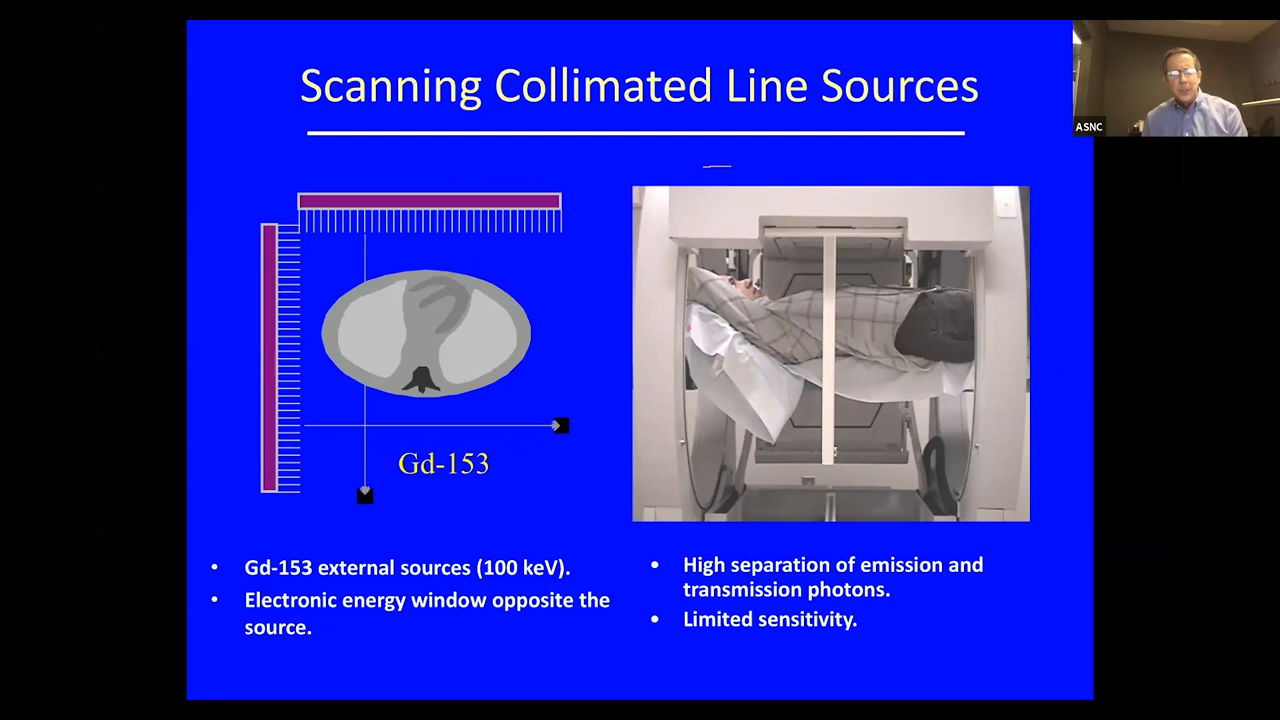 Scanning Collimated Line Sources
ASNC
Gd-153
• Gd-153 external sources (100 keV).
• Electronic energy window opposite the
source.
• High separation of emission and
transmission photons.
• Limited sensitivity.